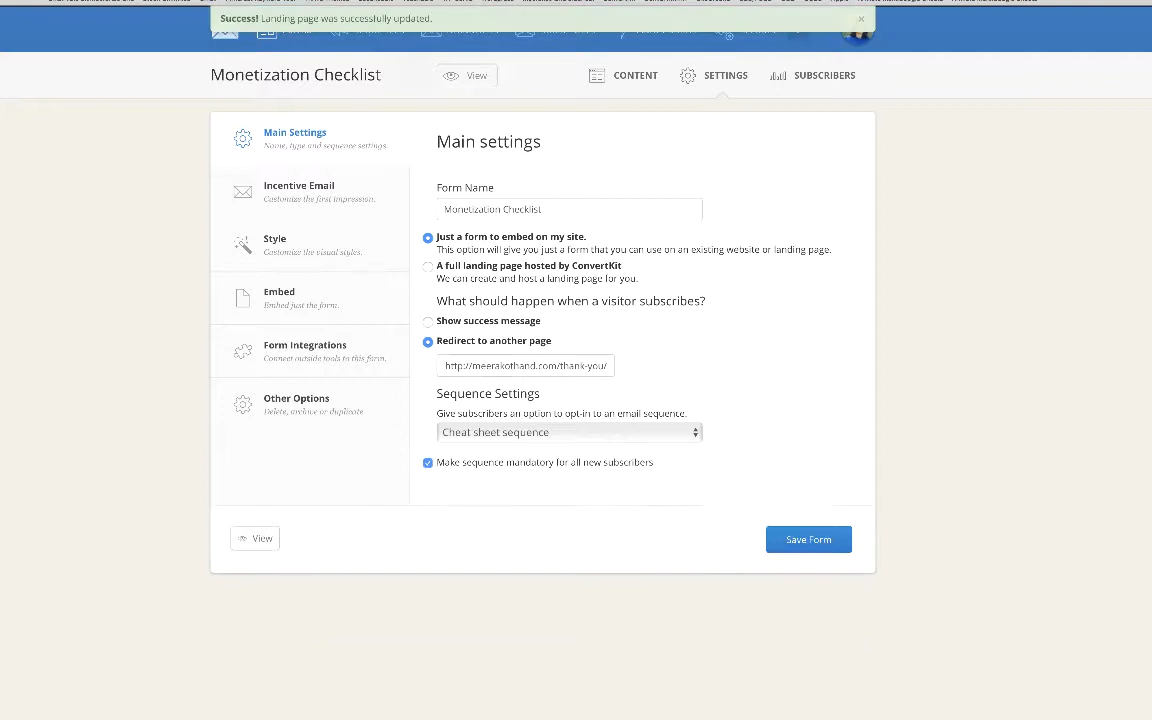 Success! Landing page was successfully updated.
×
Monetization Checklist
View
CONTENT
SETTINGS
SUBSCRIBERS
Main Settings
Name, type and sequence settings.
Incentive Email
Customize the first impression.
Style
Customize the visual styles.
Embed
Embed just the form.
Form Integrations
Connect outside tools to this form.
Other Options
Delete, archive or duplicate
Main settings
Form Name
Monetization Checklist
Just a form to embed on my site.
This option will give you just a form that you can use on an existing website or landing page.
A full landing page hosted by ConvertKit
We can create and host a landing page for you.
What should happen when a visitor subscribes?
Show success message
Redirect to another page
http://meerakothand.com/thank-you/
Sequence Settings
Give subscribers an option to opt-in to an email sequence.
Cheat sheet sequence
Make sequence mandatory for all new subscribers
View
Save Form